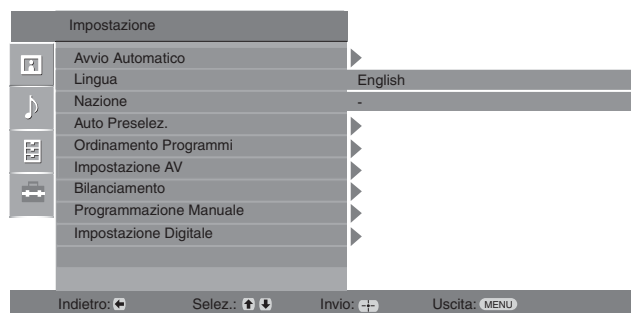 Impostazione
Avvio Automatico
Lingua English
Nazione -
Auto Preselez.
Ordinamento Programmi
Impostazione AV
Bilanciamento
Programmazione Manuale
Impostazione Digitale
Indietro: Selez.: Invio: Uscita: MENU